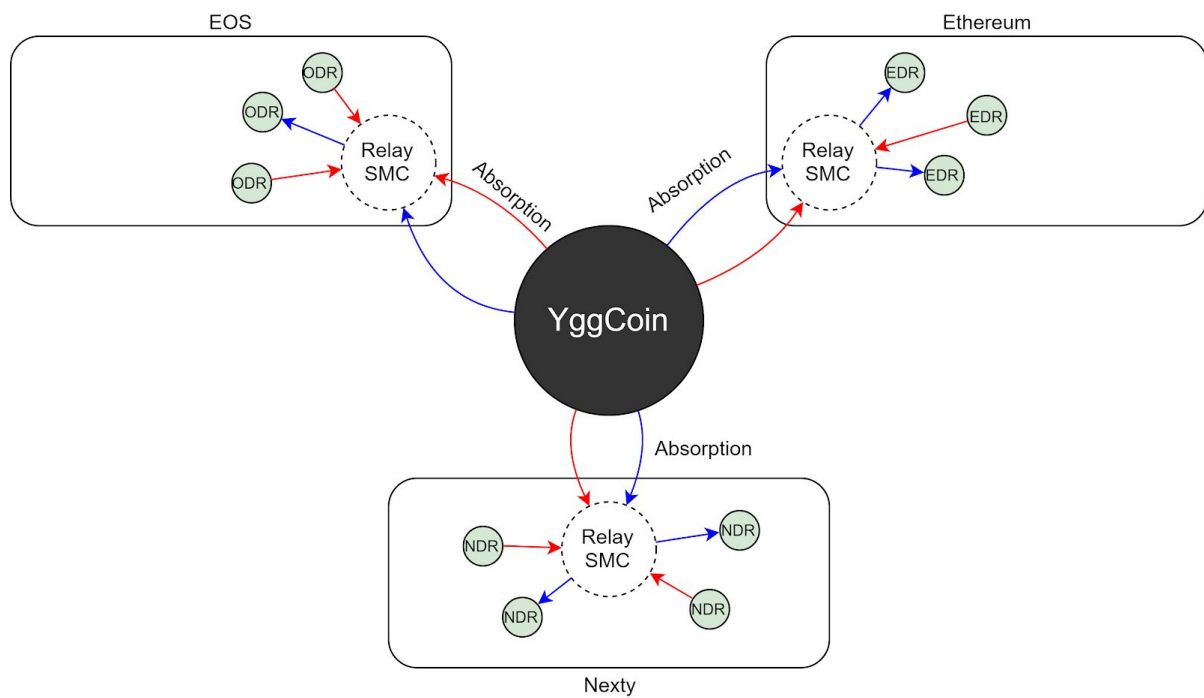 EOS
ODR
ODR
ODR
Relay
SMC
Absorption
Ethereum
EDR
EDR
EDR
Relay
SMC
Absorption
YggCoin
Absorption
NDR
NDR
Relay
SMC
NDR
NDR
Nexty